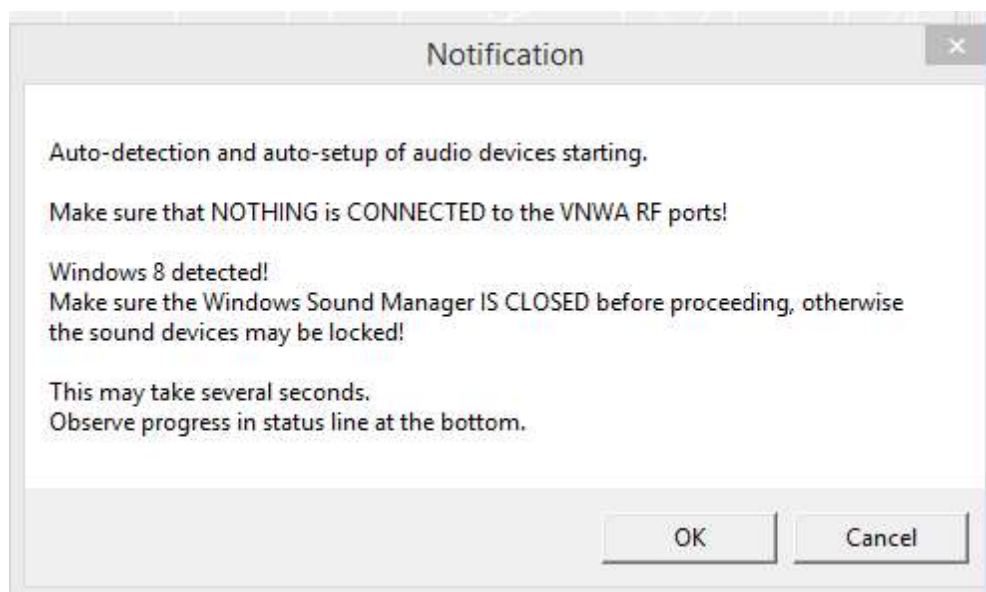 Notification
Auto-detection and auto-setup of audio devices starting.
Make sure that NOTHING is CONNECTED to the VNWA RF ports!
Windows 8 detected!
Make sure the Windows Sound Manager IS CLOSED before proceeding, otherwise
the sound devices may be locked!
This may take several seconds.
Observe progress in status line at the bottom.
OK
Cancel